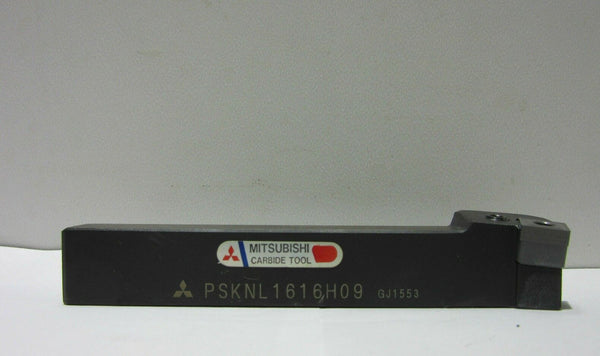 MITSUBISHI
CARBIDE TOOL
PSKNL1616H09 GJ1553